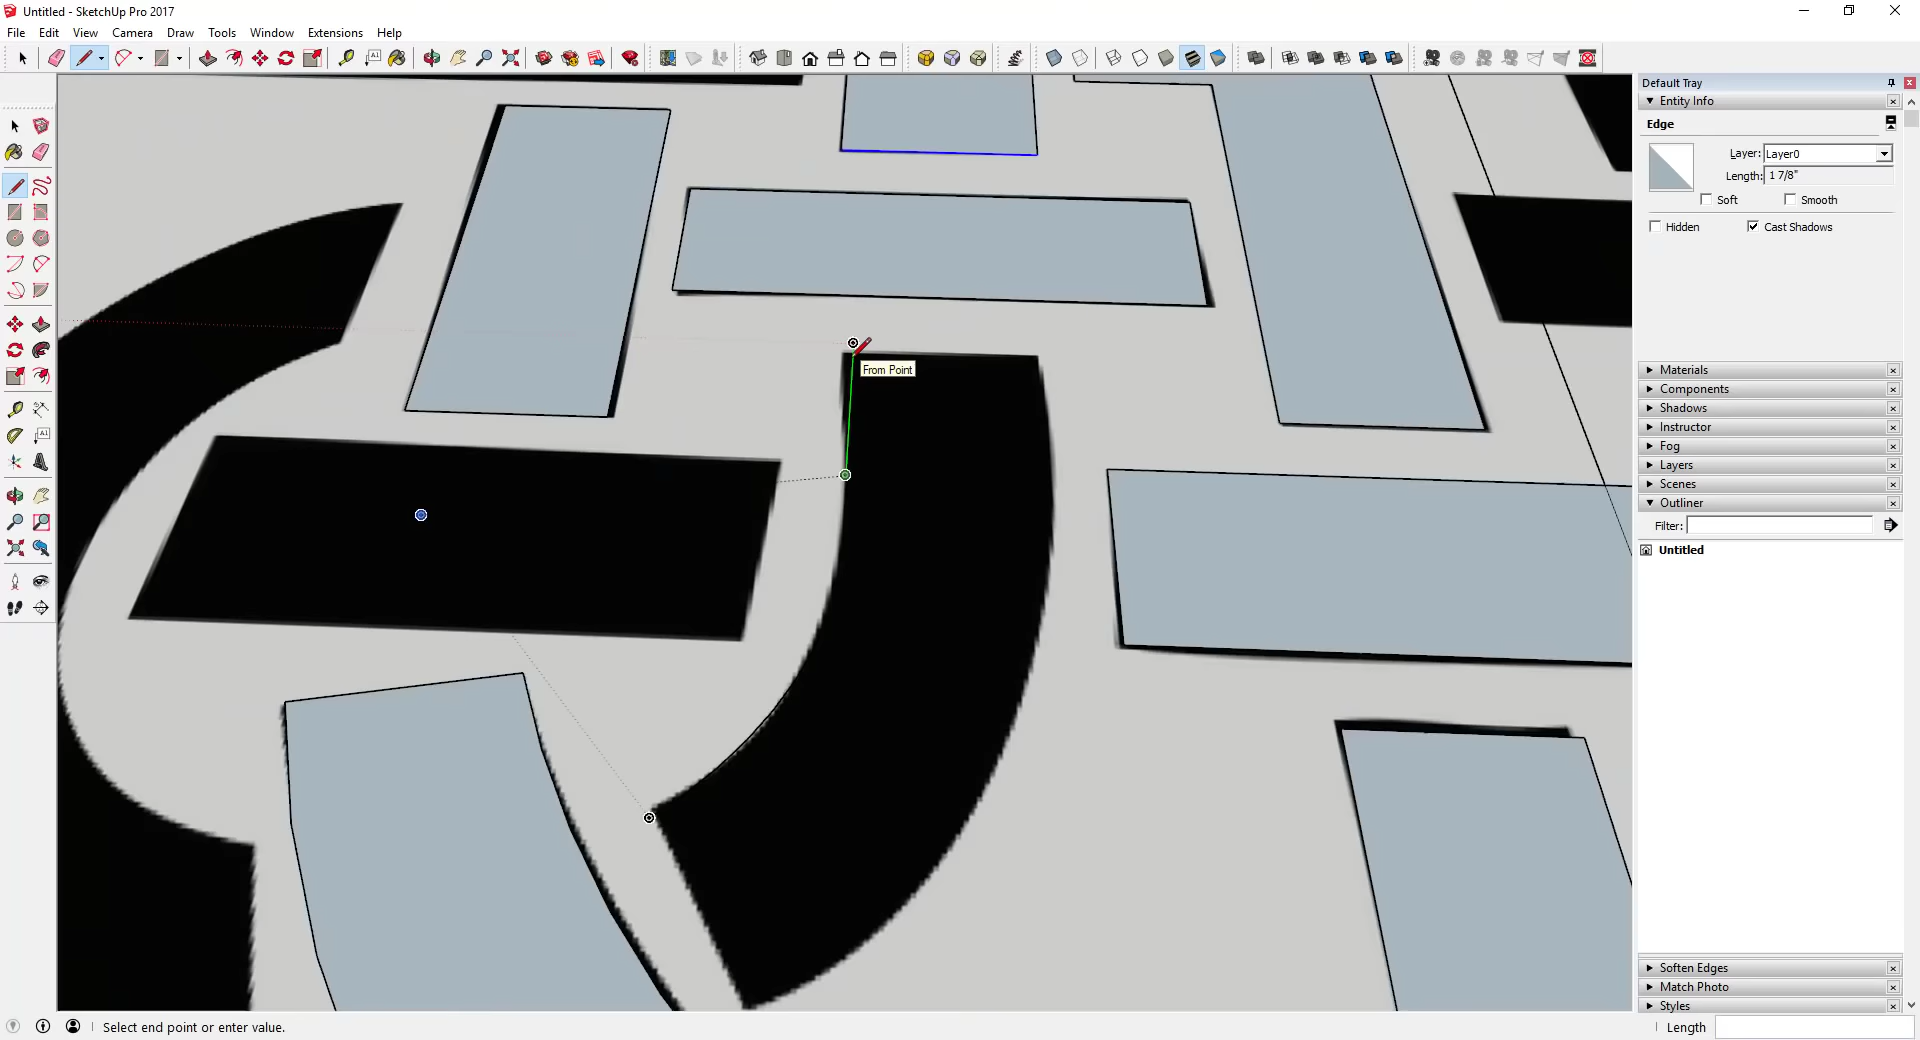 Untitled - SketchUp Pro 2017
File Edit View Camera Draw Tools Window Extensions Help
A1
Default Tray
Entity Info
Edge
Layer: Layer0
Length: 1 7/8"
Soft Smooth
Hidden Cast Shadows
From Point
Materials
Components
Shadows
Instructor
Fog
Layers
Scenes
Outliner
Filter:
Untitled
A1
Soften Edges
Match Photo
Styles
Select end point or enter value.
Length